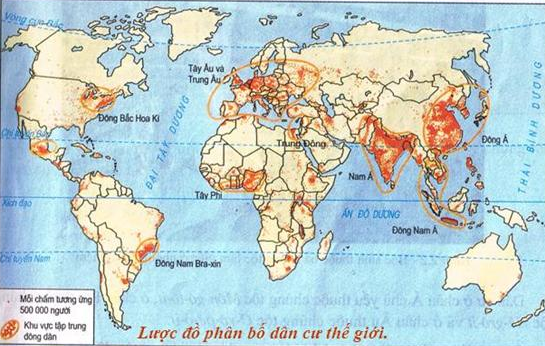 Vòng cực Bắc
Tây Âu và
Trung Âu
Đông Bắc Hoa Kì
ĐẠI TÂY DƯƠNG
THÁI BÌNH DƯƠNG
Chí tuyến Bắc
Trung Đông
Đông Á
Nam Á
Tây Phi
Xích đạo
ẤN ĐỘ DƯƠNG
Đông Nam Á
Chí tuyến Nam
Đông Nam Bra-xin
Mỗi chấm tương ứng
500 000 người
Khu vực tập trung
đông dân
Lược đồ phân bố dân cư thế giới.